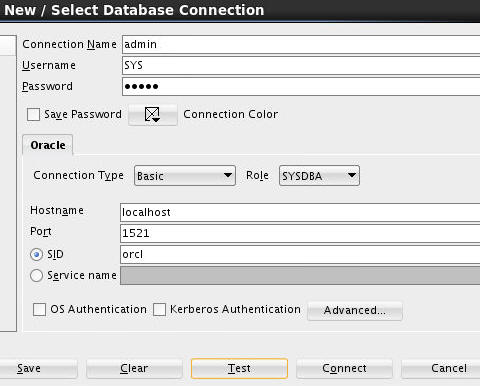 New / Select Database Connection
Connection Name admin
Username SYS
Password •••••
Save Password Connection Color
Oracle
Connection Type Basic Role SYSDBA
Hostname localhost
Port 1521
SID orcl
Service name
OS Authentication Kerberos Authentication Advanced...
Save Clear Test Connect Cancel